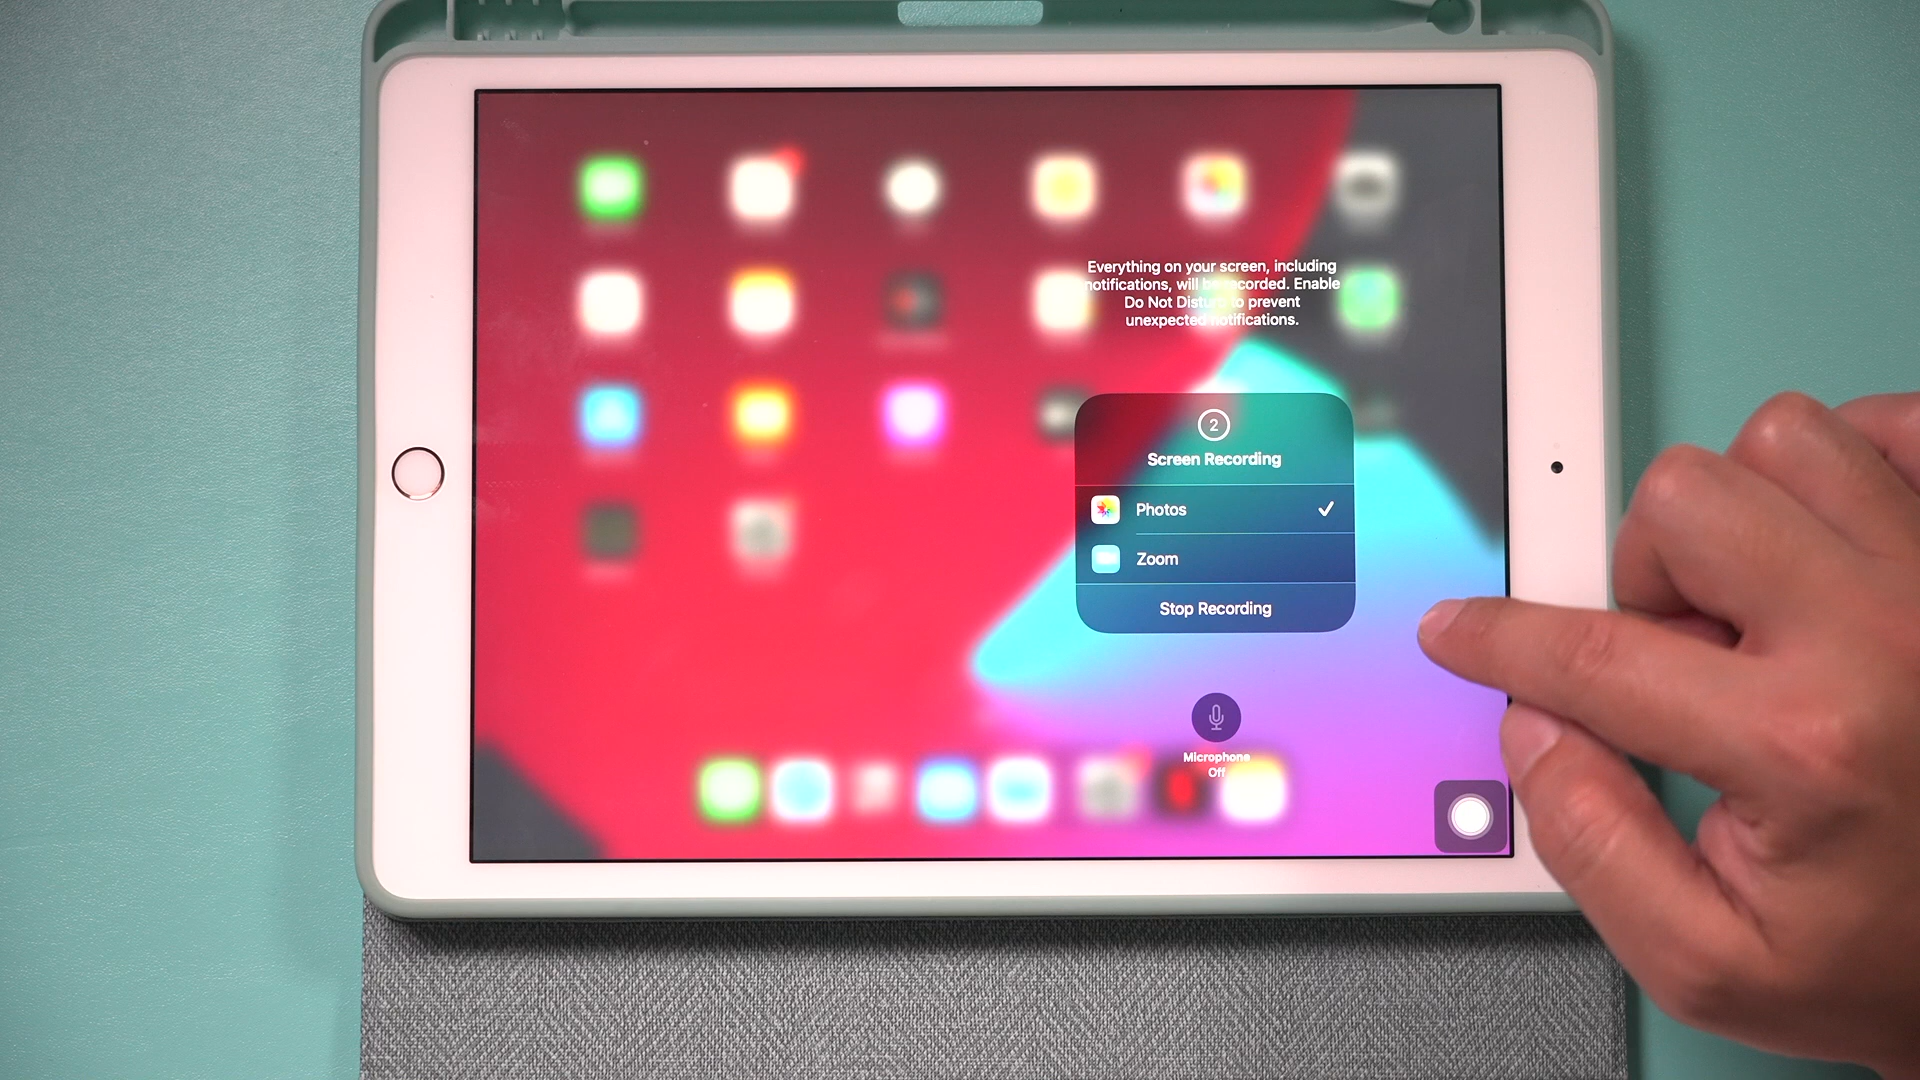 Everything on your screen, including
notifications, will be recorded. Enable
Do Not Disturb to prevent
unexpected notifications.
2
Screen Recording
Photos
Zoom
Stop Recording
Microphone
Off